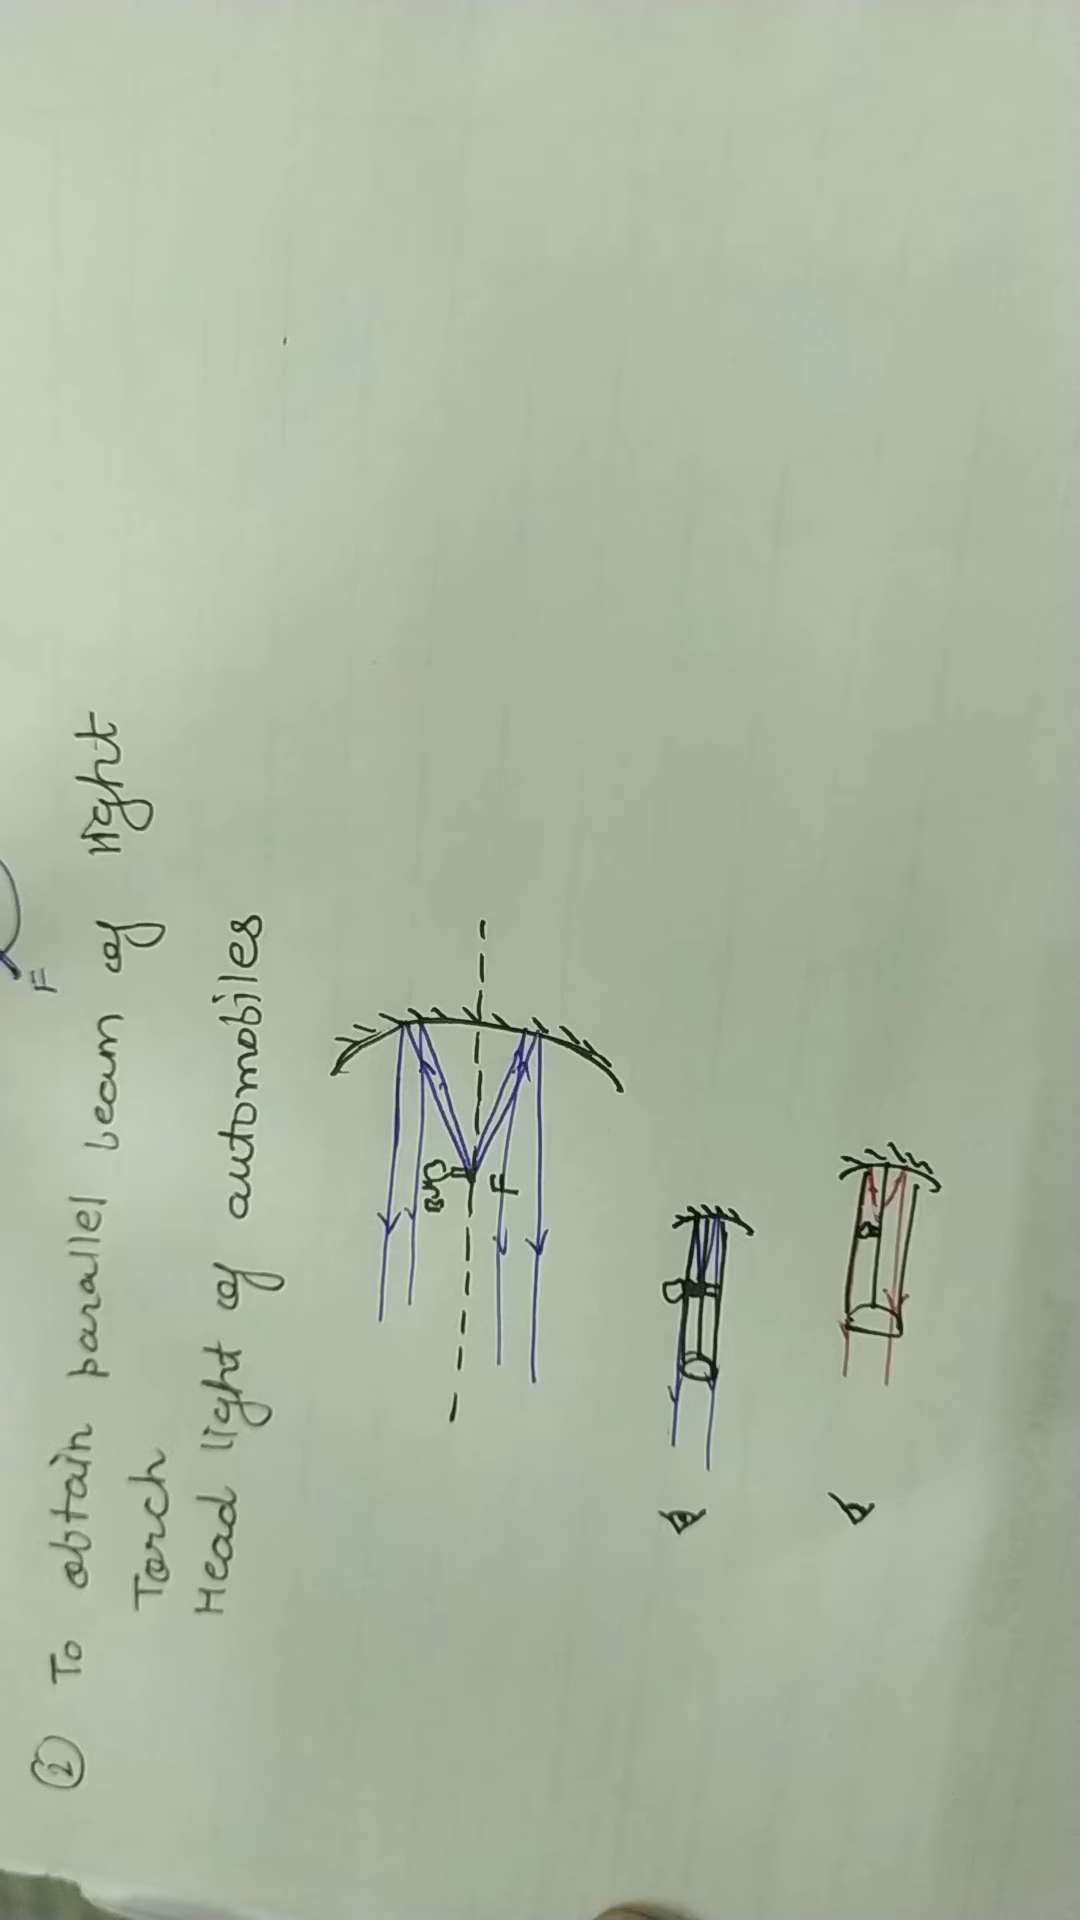 F
② To obtain parallel beam of light
Torch
Head light of automobiles
F